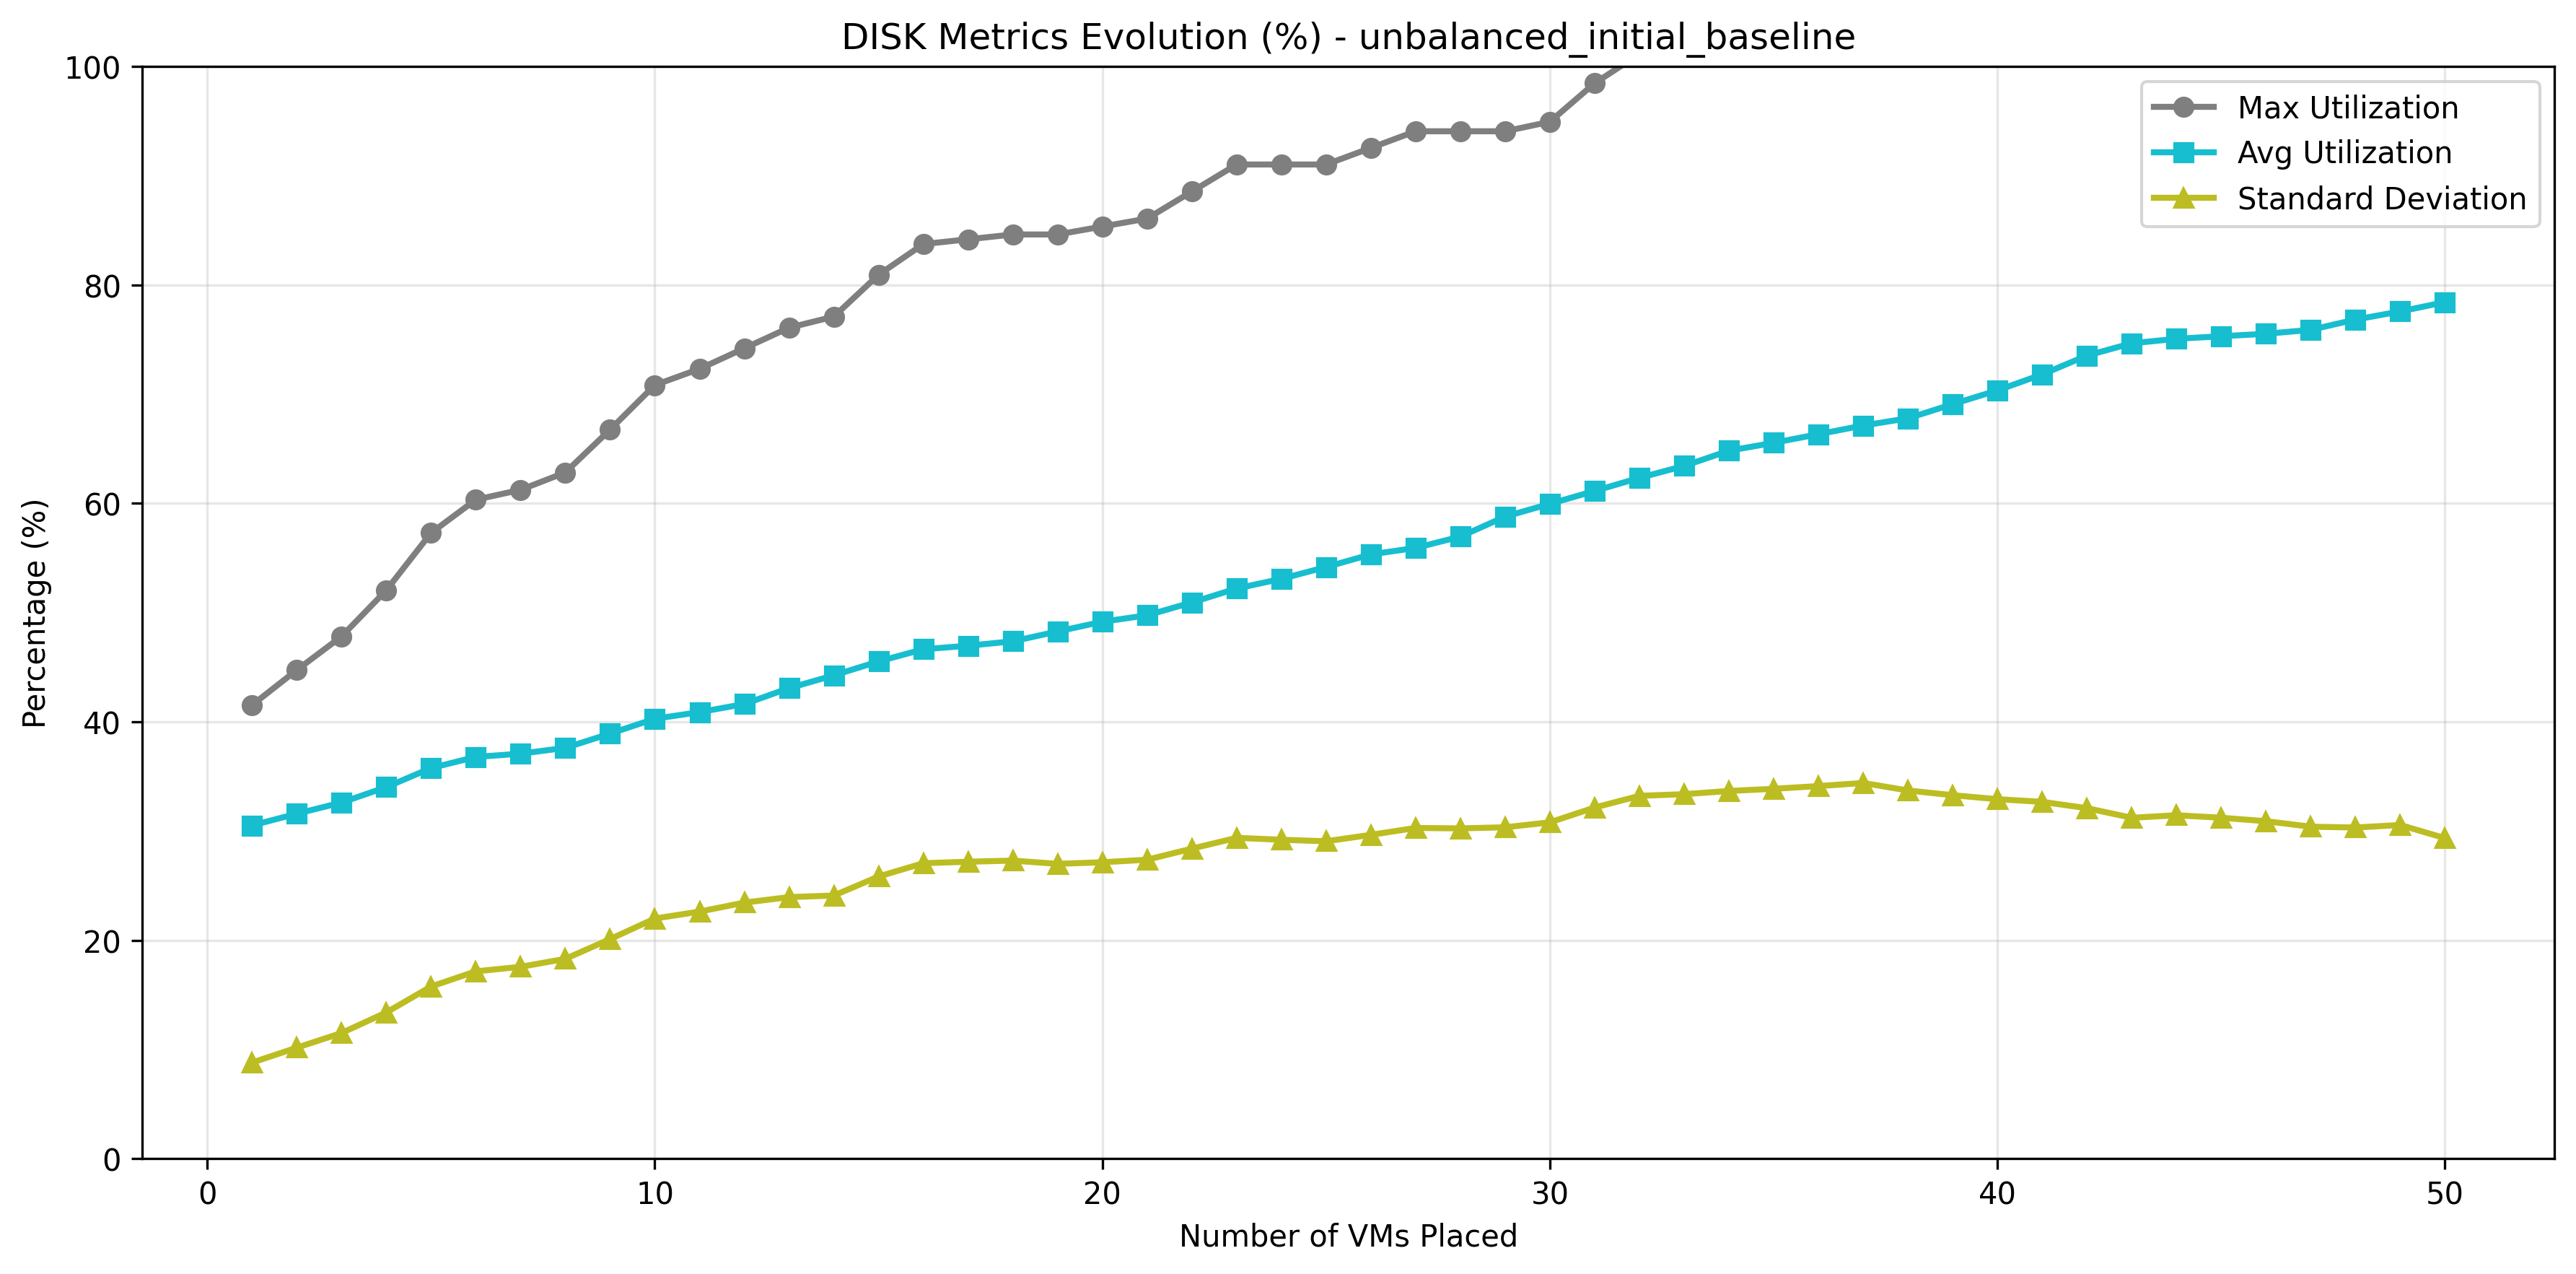 DISK Metrics Evolution (%) - unbalanced_initial_baseline
100
80
60
40
20
0
Percentage (%)
Max Utilization
Avg Utilization
Standard Deviation
0 10 20 30 40 50
Number of VMs Placed